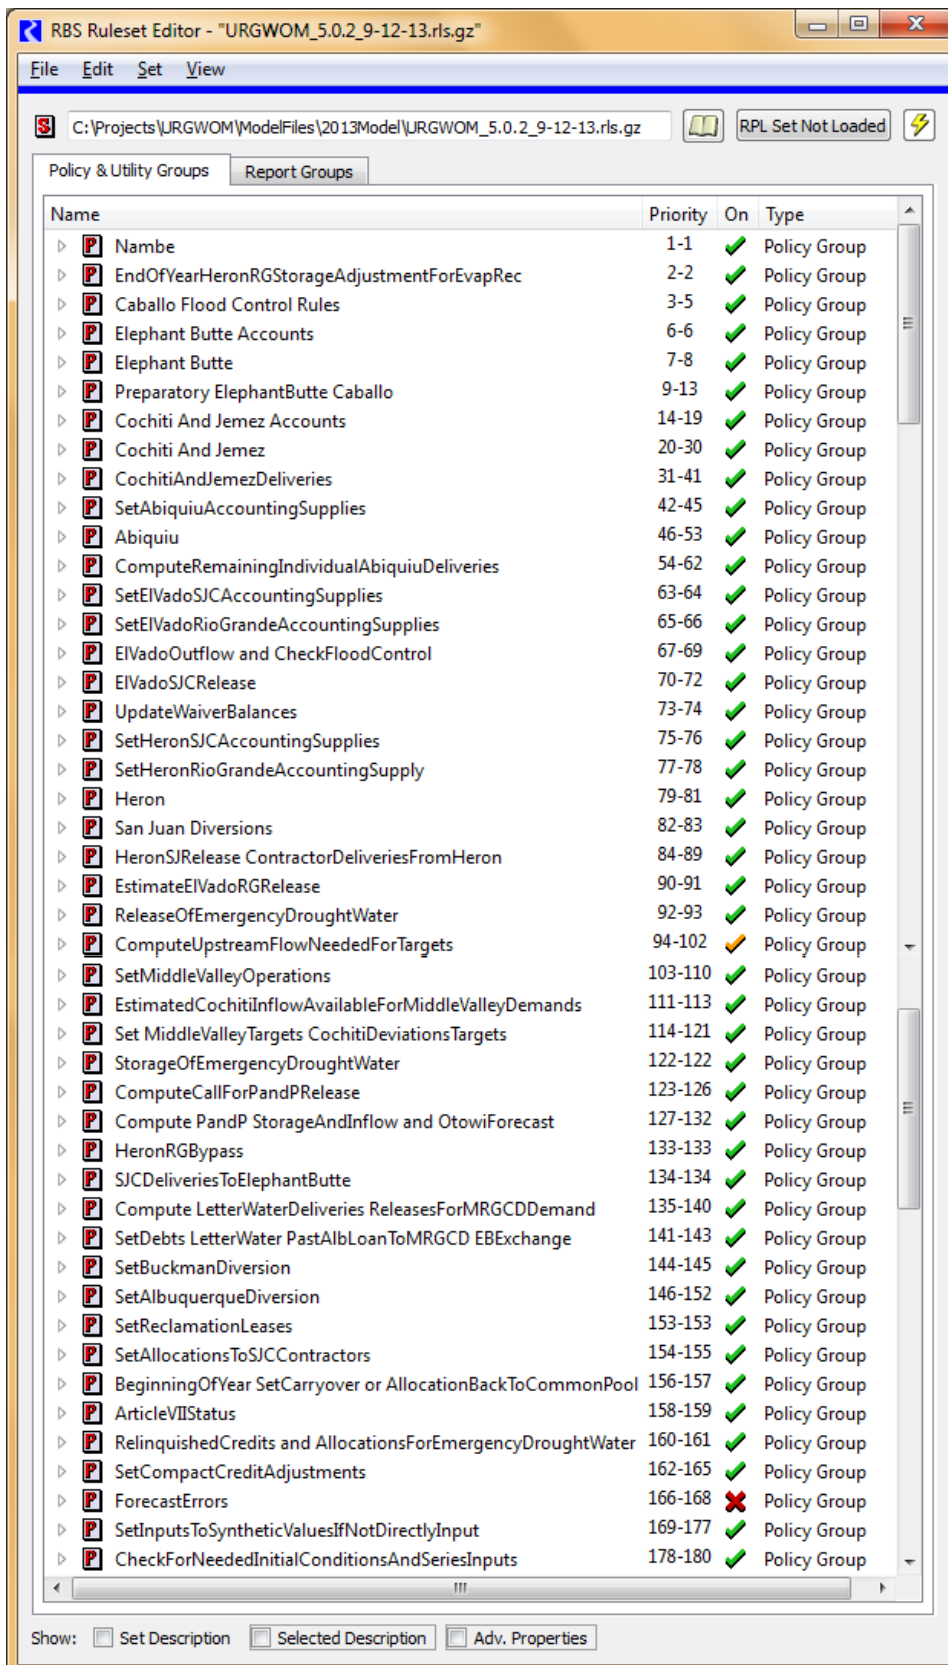 RBS Ruleset Editor - "URGWOM_5.0.2_9-12-13.rls.gz"
File Edit Set View
S C:\Projects\URGWOM\ModelFiles\2013Model\URGWOM_5.0.2_9-12-13.rls.gz RPL Set Not Loaded
Policy & Utility Groups Report Groups
Name Priority On Type
P Nambe 1-1 Policy Group
P EndOfYearHeronRGStorageAdjustmentForEvapRec 2-2 Policy Group
P Caballo Flood Control Rules 3-5 Policy Group
P Elephant Butte Accounts 6-6 Policy Group
P Elephant Butte 7-8 Policy Group
P Preparatory ElephantButte Caballo 9-13 Policy Group
P Cochiti And Jemez Accounts 14-19 Policy Group
P Cochiti And Jemez 20-30 Policy Group
P CochitiAndJemezDeliveries 31-41 Policy Group
P SetAbiquiuAccountingSupplies 42-45 Policy Group
P Abiquiu 46-53 Policy Group
P ComputeRemainingIndividualAbiquiuDeliveries 54-62 Policy Group
P SetElVadoSJCAccountingSupplies 63-64 Policy Group
P SetElVadoRioGrandeAccountingSupplies 65-66 Policy Group
P ElVadoOutflow and CheckFloodControl 67-69 Policy Group
P ElVadoSJCRelease 70-72 Policy Group
P UpdateWaiverBalances 73-74 Policy Group
P SetHeronSJCAccountingSupplies 75-76 Policy Group
P SetHeronRioGrandeAccountingSupply 77-78 Policy Group
P Heron 79-81 Policy Group
P San Juan Diversions 82-83 Policy Group
P HeronSJRelease ContractorDeliveriesFromHeron 84-89 Policy Group
P EstimateElVadoRGRelease 90-91 Policy Group
P ReleaseOfEmergencyDroughtWater 92-93 Policy Group
P ComputeUpstreamFlowNeededForTargets 94-102 Policy Group
P SetMiddleValleyOperations 103-110 Policy Group
P EstimatedCochitiInflowAvailableForMiddleValleyDemands 111-113 Policy Group
P Set MiddleValleyTargets CochitiDeviationsTargets 114-121 Policy Group
P StorageOfEmergencyDroughtWater 122-122 Policy Group
P ComputeCallForPandPRelease 123-126 Policy Group
P Compute PandP StorageAndInflow and OtowiForecast 127-132 Policy Group
P HeronRGBypass 133-133 Policy Group
P SJCDeliveriesToElephantButte 134-134 Policy Group
P Compute LetterWaterDeliveries ReleasesForMRGCDDemand 135-140 Policy Group
P SetDebts LetterWater PastAlbLoanToMRGCD EBExchange 141-143 Policy Group
P SetBuckmanDiversion 144-145 Policy Group
P SetAlbuquerqueDiversion 146-152 Policy Group
P SetReclamationLeases 153-153 Policy Group
P SetAllocationsToSJCContractors 154-155 Policy Group
P BeginningOfYear SetCarryover or AllocationBackToCommonPool 156-157 Policy Group
P ArticleVIIStatus 158-159 Policy Group
P RelinquishedCredits and AllocationsForEmergencyDroughtWater 160-161 Policy Group
P SetCompactCreditAdjustments 162-165 Policy Group
P ForecastErrors 166-168 Policy Group
P SetInputsToSyntheticValuesIfNotDirectlyInput 169-177 Policy Group
P CheckForNeededInitialConditionsAndSeriesInputs 178-180 Policy Group
Show: Set Description Selected Description Adv. Properties